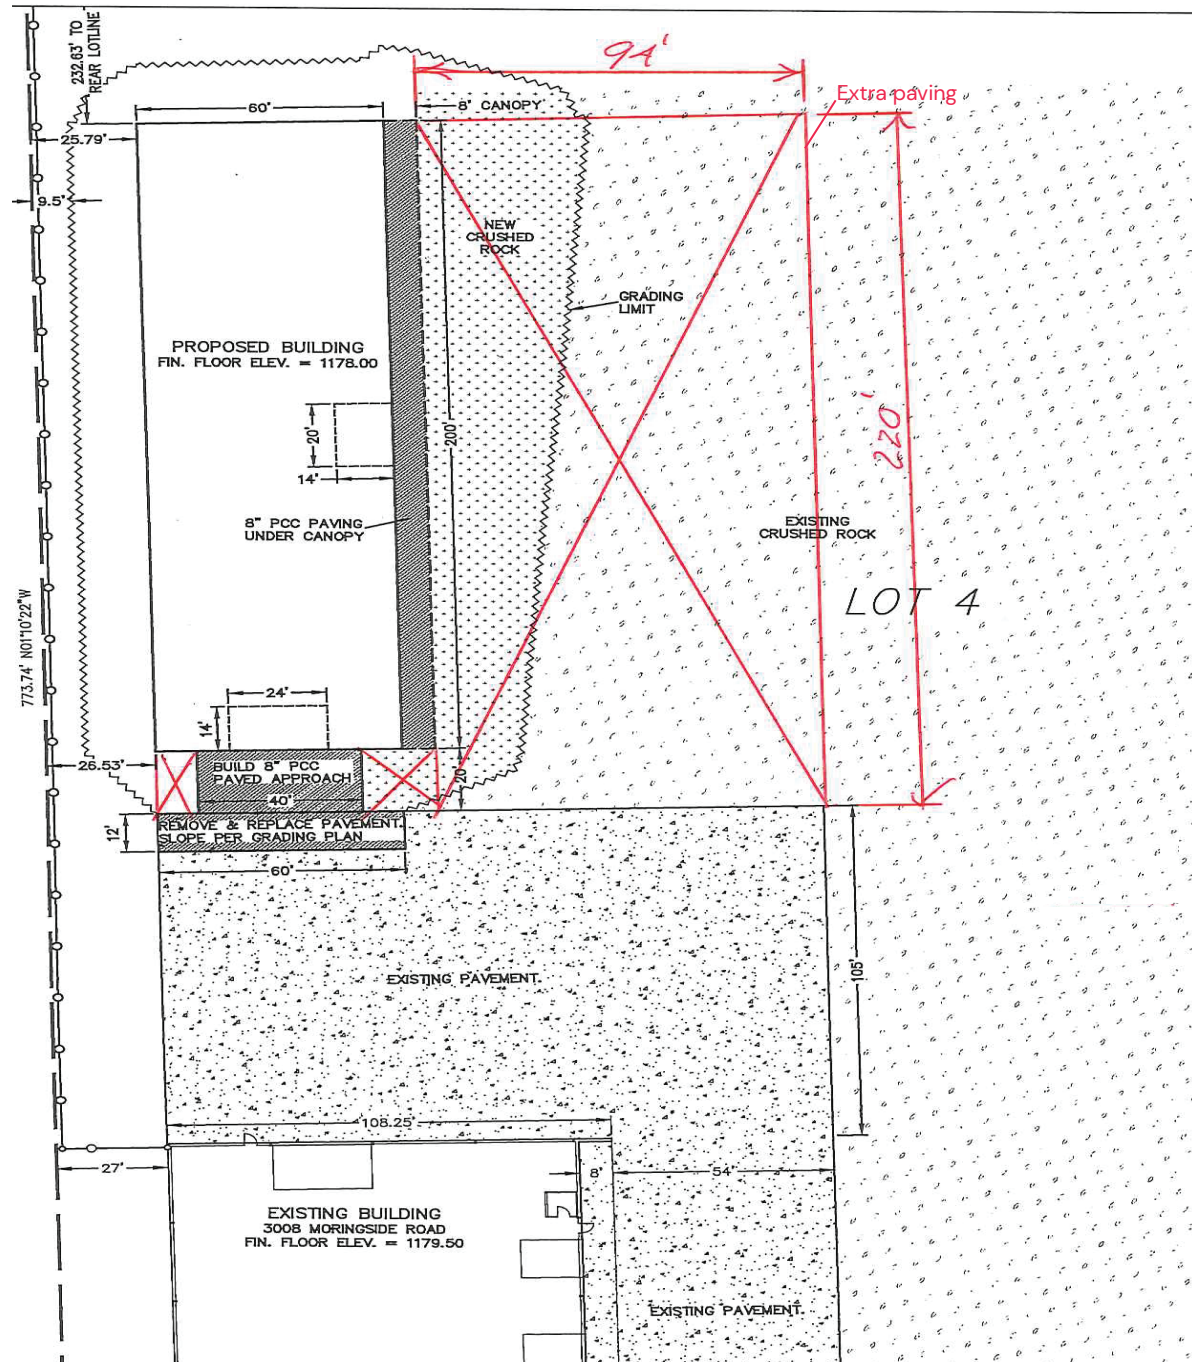 232.63' TO
REAR LOTLINE
94'
Extra paving
60'
8' CANOPY
25.79'
9.5'
NEW
CRUSHED
ROCK
GRADING
LIMIT
PROPOSED BUILDING
FIN. FLOOR ELEV. = 1178.00
200'
220'
20'
14'
8" PCC PAVING
UNDER CANOPY
EXISTING
CRUSHED ROCK
LOT 4
773.74' N01°10'22"W
24'
14'
26.53'
BUILD 8" PCC
PAVED APPROACH
20'
40'
12'
REMOVE & REPLACE PAVEMENT.
SLOPE PER GRADING PLAN
60'
EXISTING PAVEMENT.
105'
108.25'
27'
8'
54'
EXISTING BUILDING
3008 MORINGSIDE ROAD
FIN. FLOOR ELEV. = 1179.50
EXISTING PAVEMENT.